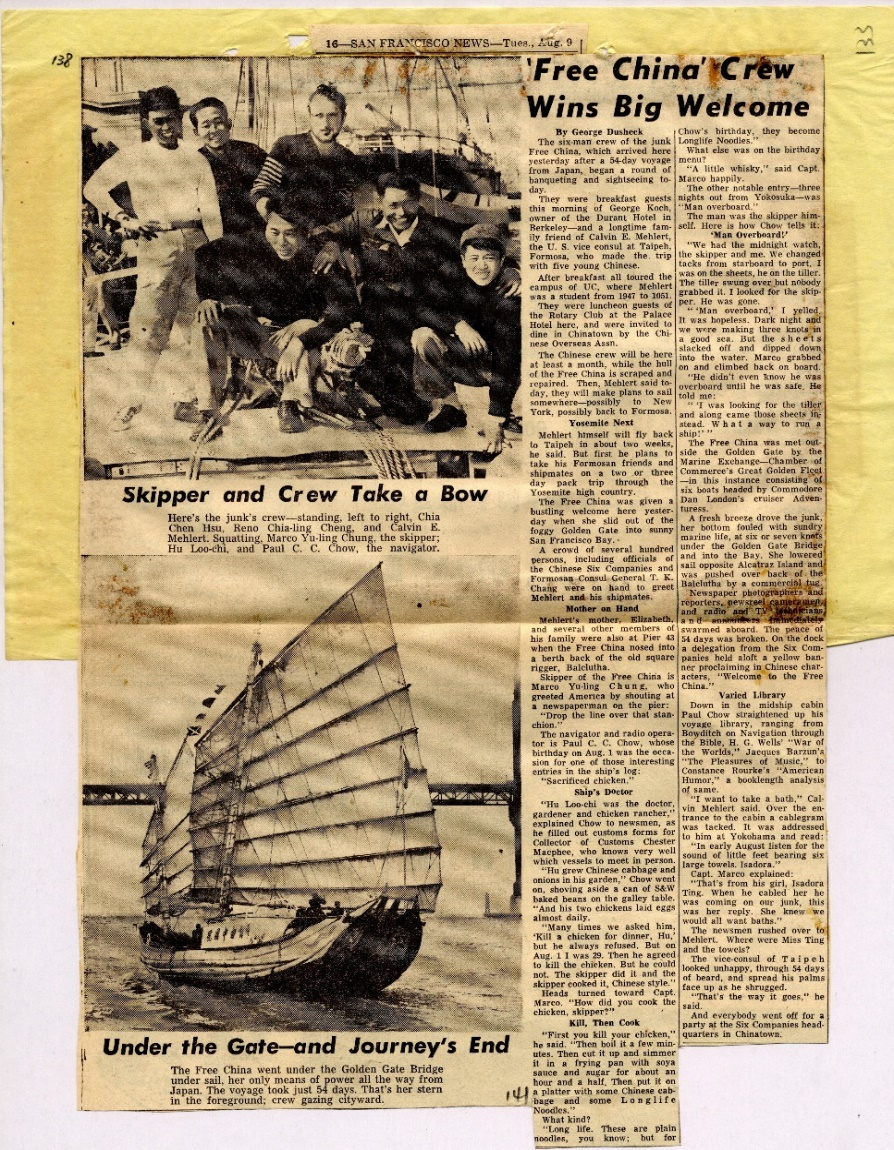 138
16—SAN FRANCISCO NEWS—Tues., Aug. 9
133
'Free China' Crew
Wins Big Welcome
Skipper and Crew Take a Bow
Here's the junk's crew—standing, left to right, Chia
Chen Hsu, Reno Chia-ling Cheng, and Calvin E.
Mehlert. Squatting, Marco Yu-ling Chung, the skipper;
Hu Loo-chi, and Paul C. C. Chow, the navigator.
Under the Gate—and Journey's End
The Free China went under the Golden Gate Bridge
under sail, her only means of power all the way from
Japan. The voyage took just 54 days. That's her stern
in the foreground; crew gazing cityward.
141
By George Dusheck
The six-man crew of the junk
Free China, which arrived here
yesterday after a 54-day voyage
from Japan, began a round of
banqueting and sightseeing to-
day.
They were breakfast guests
this morning of George Koch,
owner of the Durant Hotel in
Berkeley—and a longtime fam-
ily friend of Calvin E. Mehlert,
the U. S. vice consul at Taipeh,
Formosa, who made the trip
with five young Chinese.
After breakfast all toured the
campus of UC, where Mehlert
was a student from 1947 to 1051.
They were luncheon guests of
the Rotary Club at the Palace
Hotel here, and were invited to
dine in Chinatown by the Chi-
nese Overseas Assn.
The Chinese crew will be here
at least a month, while the hull
of the Free China is scraped and
repaired. Then, Mehlert said to-
day, they will make plans to sail
somewhere—possibly to New
York, possibly back to Formosa.
Yosemite Next
Mehlert himself will fly back
to Taipeh in about two weeks,
he said. But first he plans to
take his Formosan friends and
shipmates on a two or three
day pack trip through the
Yosemite high country.
The Free China was given a
bustling welcome here yester-
day when she slid out of the
foggy Golden Gate into sunny
San Francisco Bay.
A crowd of several hundred
persons, including officials of
the Chinese Six Companies and
Formosan Consul General T. K.
Chang were on hand to greet
Mehlert and his shipmates.
Mother on Hand
Mehlert's mother, Elizabeth,
and several other members of
his family were also at Pier 43
when the Free China nosed into
a berth back of the old square
rigger, Balclutha.
Skipper of the Free China is
Marco Yu-ling Chung, who
greeted America by shouting at
a newspaperman on the pier:
"Drop the line over that stan-
chion."
The navigator and radio opera-
tor is Paul C. C. Chow, whose
birthday on Aug. 1 was the occa-
sion for one of those interesting
entries in the ship's log:
"Sacrificed chicken."
Ship's Doctor
"Hu Loo-chi was the doctor,
gardener and chicken rancher,"
explained Chow to newsmen, as
he filled out customs forms for
Collector of Customs Chester
Macphee, who knows very well
which vessels to meet in person.
"Hu grew Chinese cabbage and
onions in his garden," Chow went
on, shoving aside a can of S&W
baked beans on the galley table.
"And his two chickens laid eggs
almost daily.
"Many times we asked him,
'Kill a chicken for dinner, Hu,'
but he always refused. But on
Aug. 1 I was 29. Then he agreed
to kill the chicken. But he could
not. The skipper did it and the
skipper cooked it, Chinese style."
Heads turned toward Capt.
Marco. "How did you cook the
chicken, skipper?"
Kill, Then Cook
"First you kill your chicken,"
he said. "Then boil it a few min-
utes. Then cut it up and simmer
it in a frying pan with soya
sauce and sugar for about an
hour and a half. Then put it on
a platter with some Chinese cab-
bage and some Longlife
Noodles."
What kind?
"Long life. These are plain
noodles, you know; but for
Chow's birthday, they become
Longlife Noodles."
What else was on the birthday
menu?
"A little whisky," said Capt.
Marco happily.
The other notable entry—three
nights out from Yokosuka—was
"Man overboard."
The man was the skipper him-
self. Here is how Chow tells it:
'Man Overboard!'
"We had the midnight watch,
the skipper and me. We changed
tacks from starboard to port. I
was on the sheets, he on the tiller.
The tiller swung over but nobody
grabbed it. I looked for the skip-
per. He was gone.
"'Man overboard,' I yelled.
It was hopeless. Dark night and
we were making three knots in
a good sea. But the sheets
slacked off and dipped down
into the water. Marco grabbed
on and climbed back on board.
"He didn't even know he was
overboard until he was safe. He
told me:
"'I was looking for the tiller
and along came those sheets in-
stead. What a way to run a
ship!'"
The Free China was met out-
side the Golden Gate by the
Marine Exchange—Chamber of
Commerce's Great Golden Fleet
—in this instance consisting of
six boats headed by Commodore
Dan London's cruiser Adven-
turess.
A fresh breeze drove the junk,
her bottom fouled with sundry
marine life, at six or seven knots
under the Golden Gate Bridge
and into the Bay. She lowered
sail opposite Alcatraz Island and
was pushed over back of the
Balclutha by a commercial tug.
Newspaper photographers and
reporters, newsreel cameramen,
and radio and TV technicians
and announcers immediately
swarmed aboard. The peace of
54 days was broken. On the dock
a delegation from the Six Com-
panies held aloft a yellow ban-
ner proclaiming in Chinese char-
acters, "Welcome to the Free
China."
Varied Library
Down in the midship cabin
Paul Chow straightened up his
voyage library, ranging from
Bowditch on Navigation through
the Bible, H. G. Wells' "War of
the Worlds," Jacques Barzun's
"The Pleasures of Music," to
Constance Rourke's "American
Humor," a booklength analysis
of same.
"I want to take a bath," Cal-
vin Mehlert said. Over the en-
trance to the cabin a cablegram
was tacked. It was addressed
to him at Yokohama and read:
"In early August listen for the
sound of little feet bearing six
large towels. Isadora."
Capt. Marco explained:
"That's from his girl, Isadora
Ting. When he cabled her he
was coming on our junk, this
was her reply. She knew we
would all want baths."
The newsmen rushed over to
Mehlert. Where were Miss Ting
and the towels?
The vice-consul of Taipeh
looked unhappy, through 54 days
of beard, and spread his palms
face up as he shrugged.
"That's the way it goes," he
said.
And everybody went off for a
party at the Six Companies head-
quarters in Chinatown.